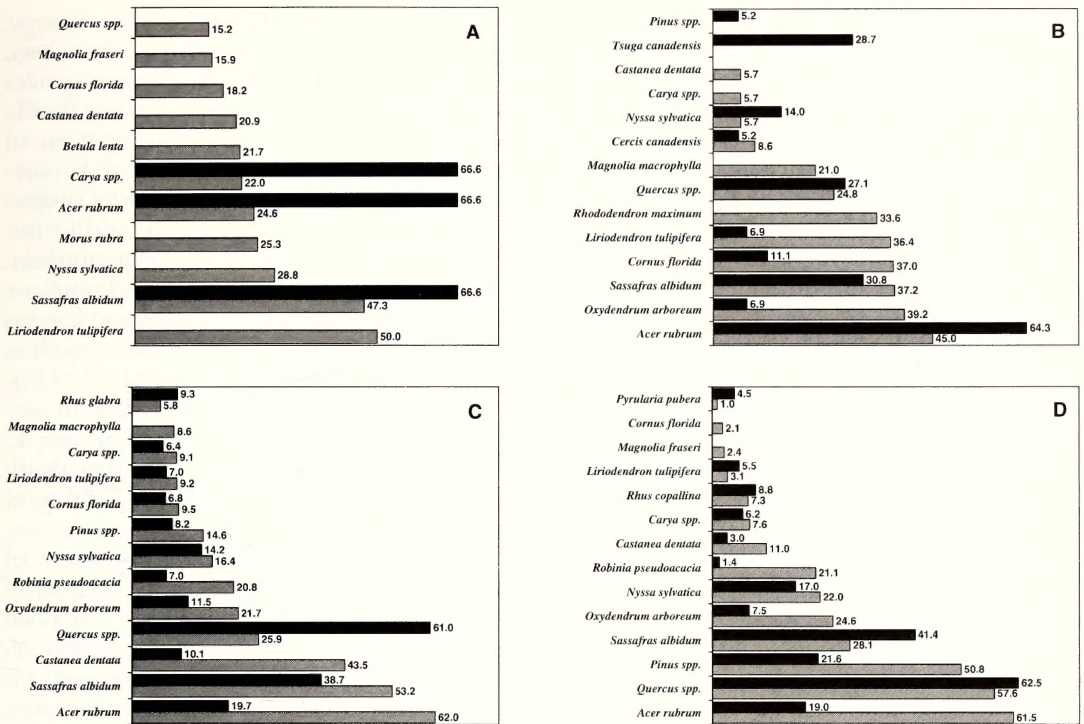 A
Quercus spp. 15.2
Magnolia fraseri 15.9
Cornus florida 18.2
Castanea dentata 20.9
Betula lenta 21.7
Carya spp. 66.6 22.0
Acer rubrum 66.6 24.6
Morus rubra 25.3
Nyssa sylvatica 28.8
Sassafras albidum 66.6 47.3
Liriodendron tulipifera 50.0
B
Pinus spp. 5.2
Tsuga canadensis 28.7
Castanea dentata 5.7
Carya spp. 5.7
Nyssa sylvatica 14.0 5.7
Cercis canadensis 5.2 8.6
Magnolia macrophylla 21.0
Quercus spp. 27.1 24.8
Rhododendron maximum 33.6
Liriodendron tulipifera 6.9 36.4
Cornus florida 11.1 37.0
Sassafras albidum 30.8 37.2
Oxydendrum arboreum 6.9 39.2
Acer rubrum 64.3 45.0
C
Rhus glabra 9.3 5.8
Magnolia macrophylla 8.6
Carya spp. 6.4 9.1
Liriodendron tulipifera 7.0 9.2
Cornus florida 6.8 9.5
Pinus spp. 8.2 14.6
Nyssa sylvatica 14.2 16.4
Robinia pseudoacacia 7.0 20.8
Oxydendrum arboreum 11.5 21.7
Quercus spp. 61.0 25.9
Castanea dentata 10.1 43.5
Sassafras albidum 38.7 53.2
Acer rubrum 19.7 62.0
D
Pyrularia pubera 4.5 1.0
Cornus florida 2.1
Magnolia fraseri 2.4
Liriodendron tulipifera 5.5 3.1
Rhus copallina 8.8 7.3
Carya spp. 6.2 7.6
Castanea dentata 3.0 11.0
Robinia pseudoacacia 1.4 21.1
Nyssa sylvatica 17.0 22.0
Oxydendrum arboreum 7.5 24.6
Sassafras albidum 41.4 28.1
Pinus spp. 21.6 50.8
Quercus spp. 62.5 57.6
Acer rubrum 19.0 61.5